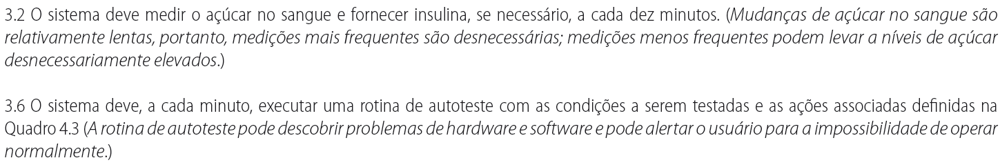 3.2 O sistema deve medir o açúcar no sangue e fornecer insulina, se necessário, a cada dez minutos. (Mudanças de açúcar no sangue são
relativamente lentas, portanto, medições mais frequentes são desnecessárias; medições menos frequentes podem levar a níveis de açúcar
desnecessariamente elevados.)
3.6 O sistema deve, a cada minuto, executar uma rotina de autoteste com as condições a serem testadas e as ações associadas definidas na
Quadro 4.3 (A rotina de autoteste pode descobrir problemas de hardware e software e pode alertar o usuário para a impossibilidade de operar
normalmente.)